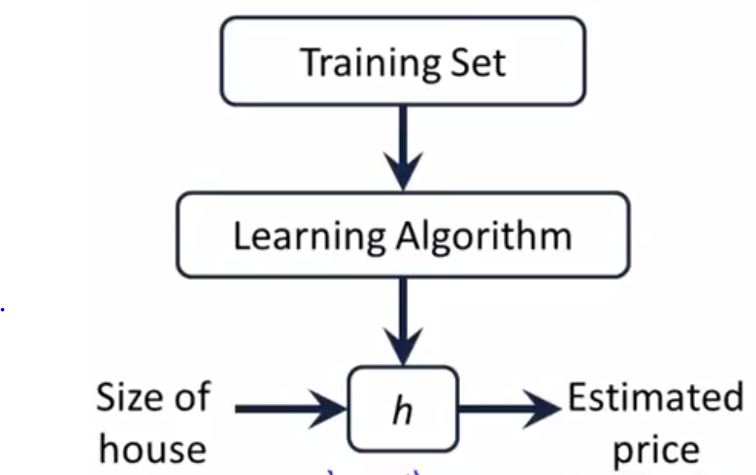 Training Set
Learning Algorithm
Size of
house
h
Estimated
price